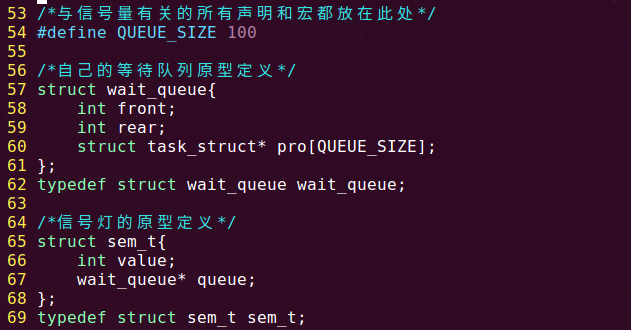 53 /*与信号量有关的所有声明和宏都放在此处*/
54 #define QUEUE_SIZE 100
55
56 /*自己的等待队列原型定义*/
57 struct wait_queue{
58     int front;
59     int rear;
60     struct task_struct* pro[QUEUE_SIZE];
61 };
62 typedef struct wait_queue wait_queue;
63
64 /*信号灯的原型定义*/
65 struct sem_t{
66     int value;
67     wait_queue* queue;
68 };
69 typedef struct sem_t sem_t;